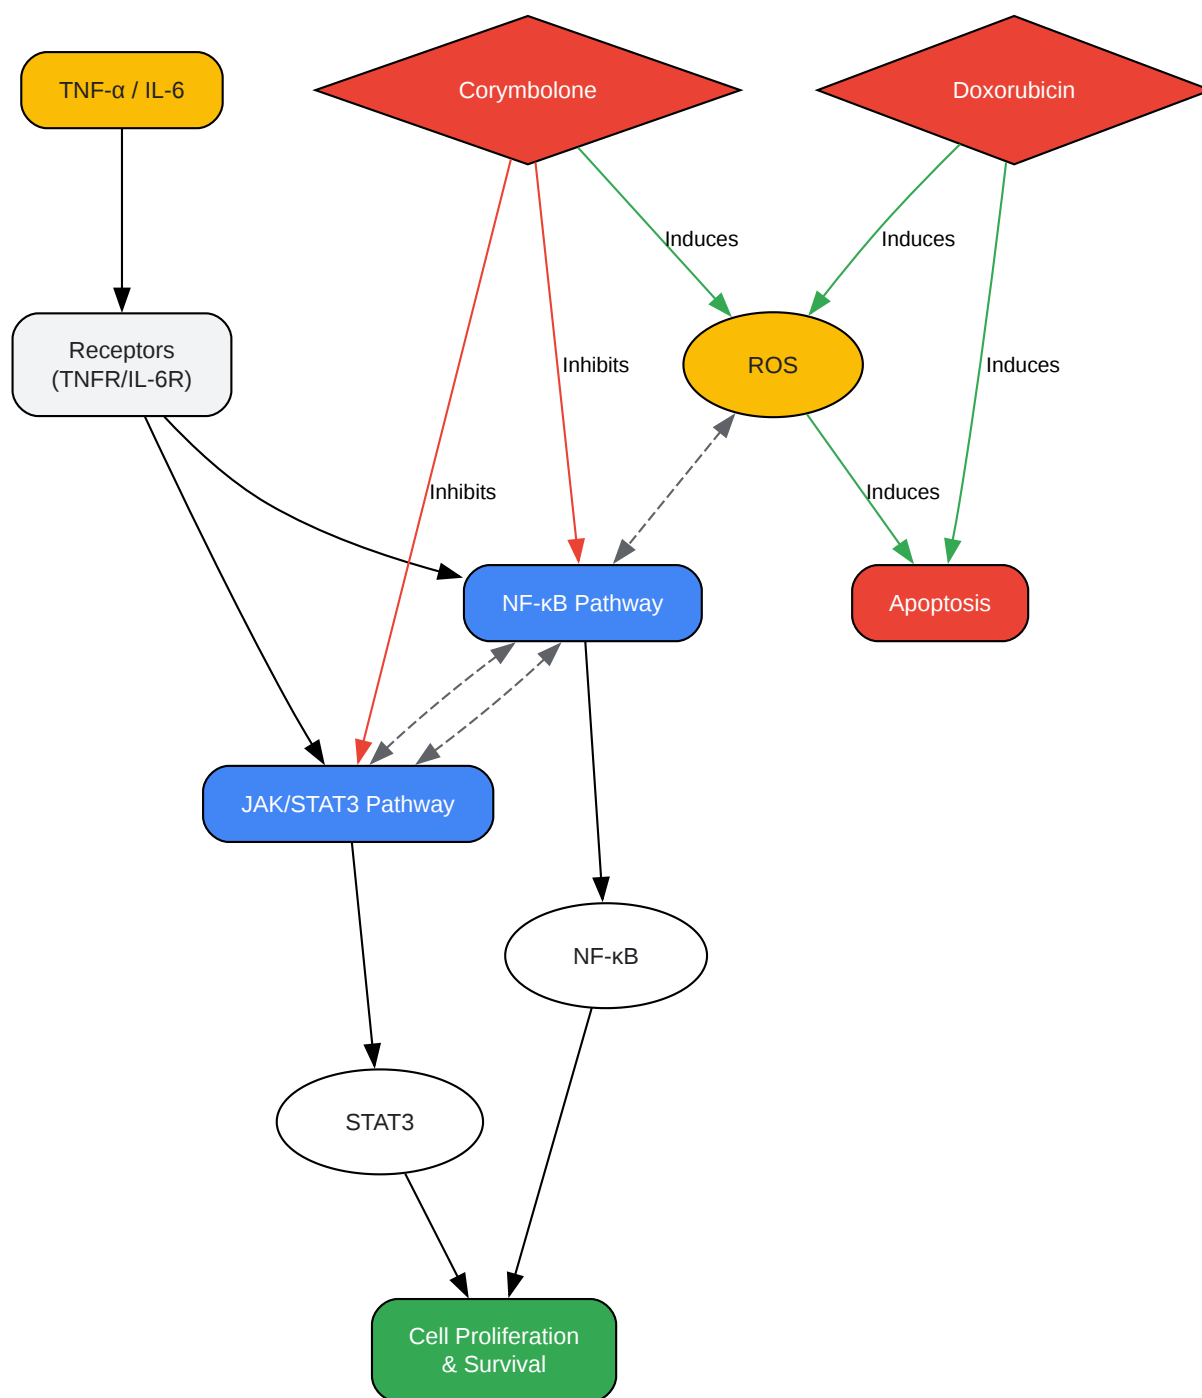 TNF-α / IL-6
Corymbolone
Doxorubicin
Induces
Induces
Receptors
(TNFR/IL-6R)
Inhibits
ROS
Induces
Inhibits
Induces
NF-κB Pathway
Apoptosis
JAK/STAT3 Pathway
NF-κB
STAT3
Cell Proliferation
& Survival